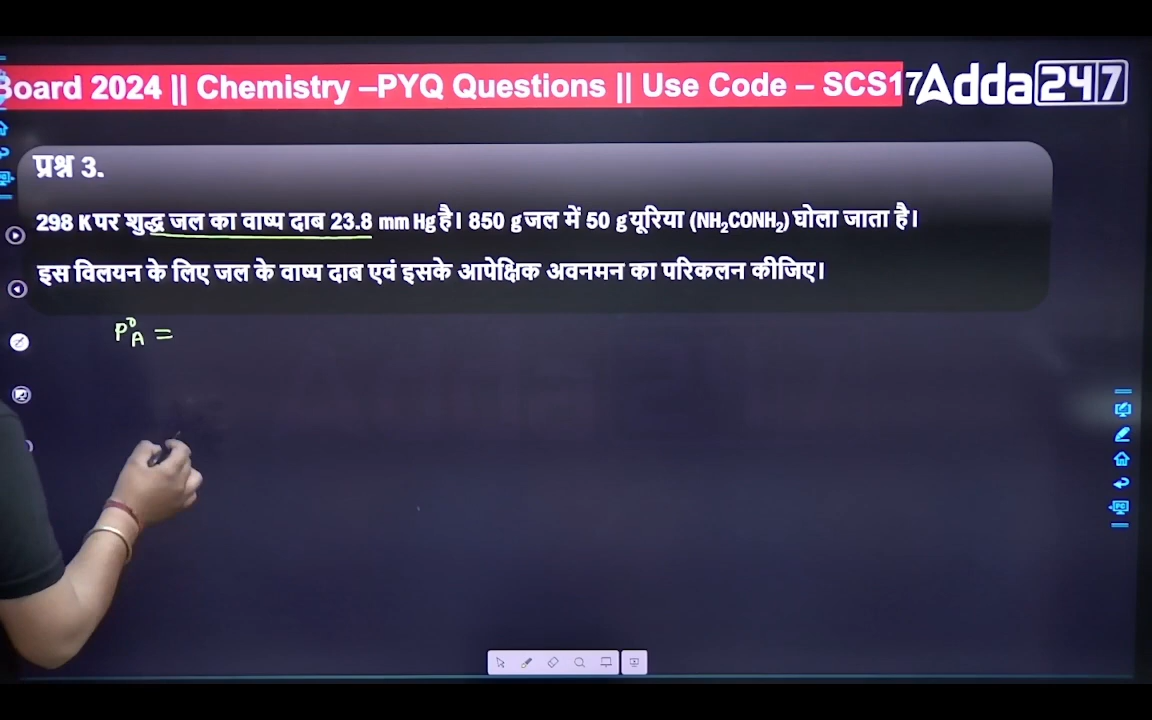 Board 2024 || Chemistry –PYQ Questions || Use Code – SCS17
Adda247
प्रश्न 3.
298 K पर शुद्ध जल का वाष्प दाब 23.8 mm Hg है। 850 g जल में 50 g यूरिया (NH₂CONH₂) घोला जाता है।
इस विलयन के लिए जल के वाष्प दाब एवं इसके आपेक्षिक अवनमन का परिकलन कीजिए।
P°A =